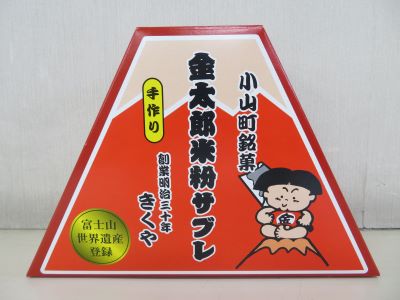 小山町銘菓
金太郎米粉サブレ
手作り
創業明治三十年
きくや
富士山
世界遺産
登録
金